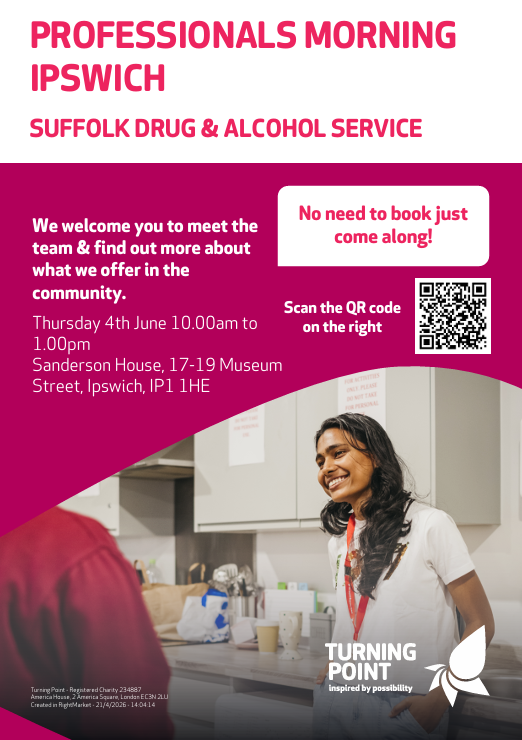 PROFESSIONALS MORNING
IPSWICH
SUFFOLK DRUG & ALCOHOL SERVICE
We welcome you to meet the
team & find out more about
what we offer in the
community.
Thursday 4th June 10.00am to
1.00pm
Sanderson House, 17-19 Museum
Street, Ipswich, IP1 1HE
No need to book just
come along!
Scan the QR code
on the right
TURNING
POINT
inspired by possibility
Turning Point - Registered Charity 234887
America House, 2 America Square, London EC3N 2LU
Created in RightMarket - 21/4/2026 - 14:04:14